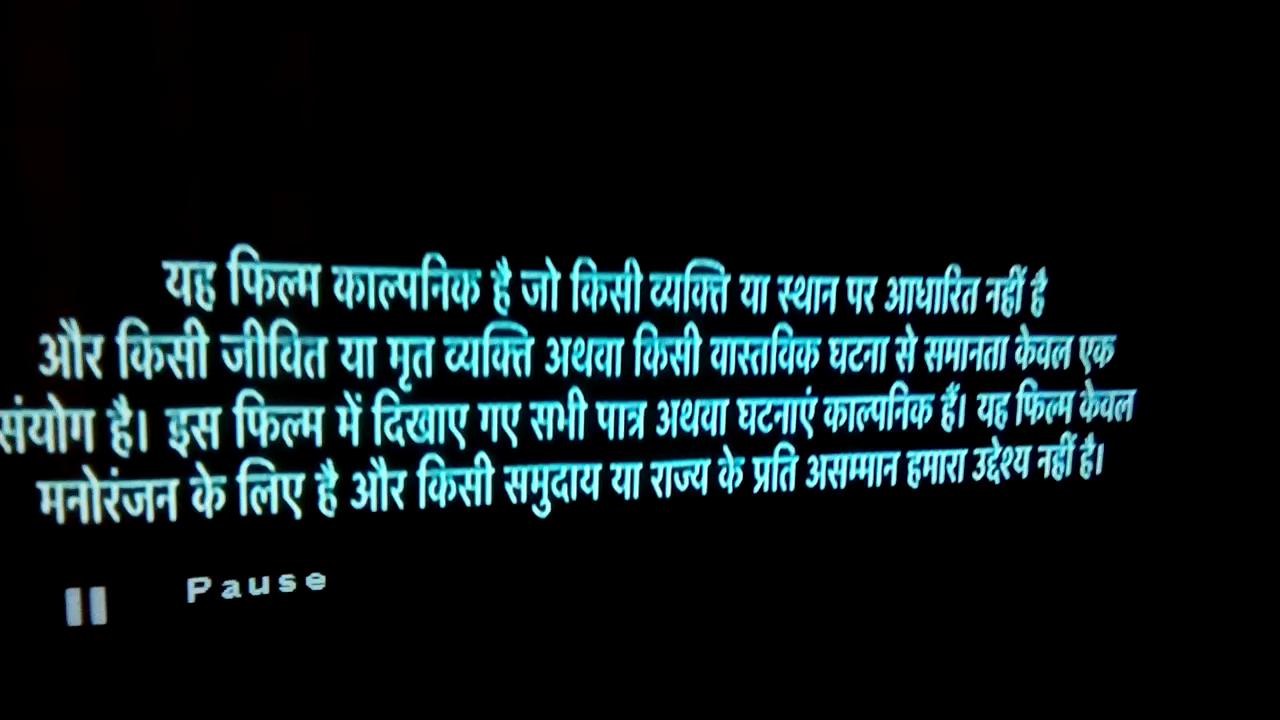 यह फिल्म काल्पनिक है जो किसी व्यक्ति या स्थान पर आधारित नहीं है
और किसी जीवित या मृत व्यक्ति अथवा किसी वास्तविक घटना से समानता केवल एक
संयोग है। इस फिल्म में दिखाए गए सभी पात्र अथवा घटनाएं काल्पनिक हैं। यह फिल्म केवल
मनोरंजन के लिए है और किसी समुदाय या राज्य के प्रति असम्मान हमारा उद्देश्य नहीं है।
Pause